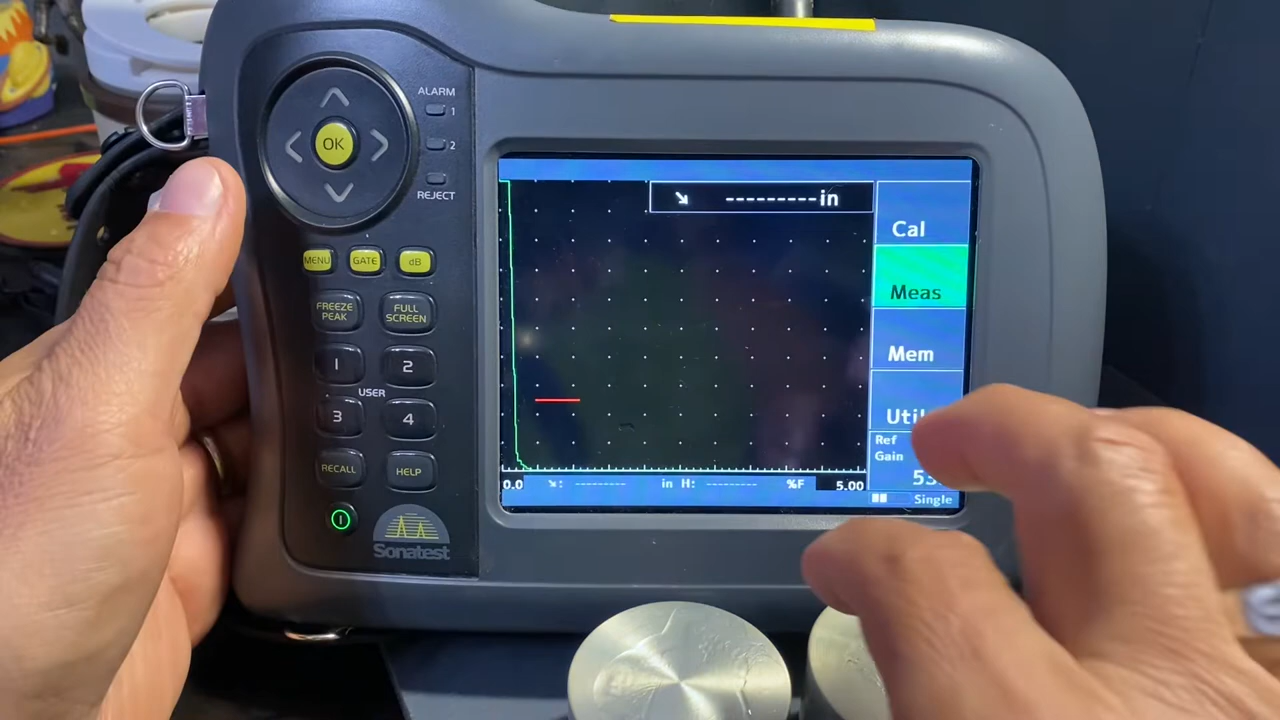 ALARM
1
OK
2
REJECT
MENU
GATE
dB
FREEZE
PEAK
FULL
SCREEN
1
2
USER
3
4
RECALL
HELP
Sonatest
---------in
Cal
Meas
Mem
Ref
Gain
0.0
--------- in H: --------- %F
5.00
Single